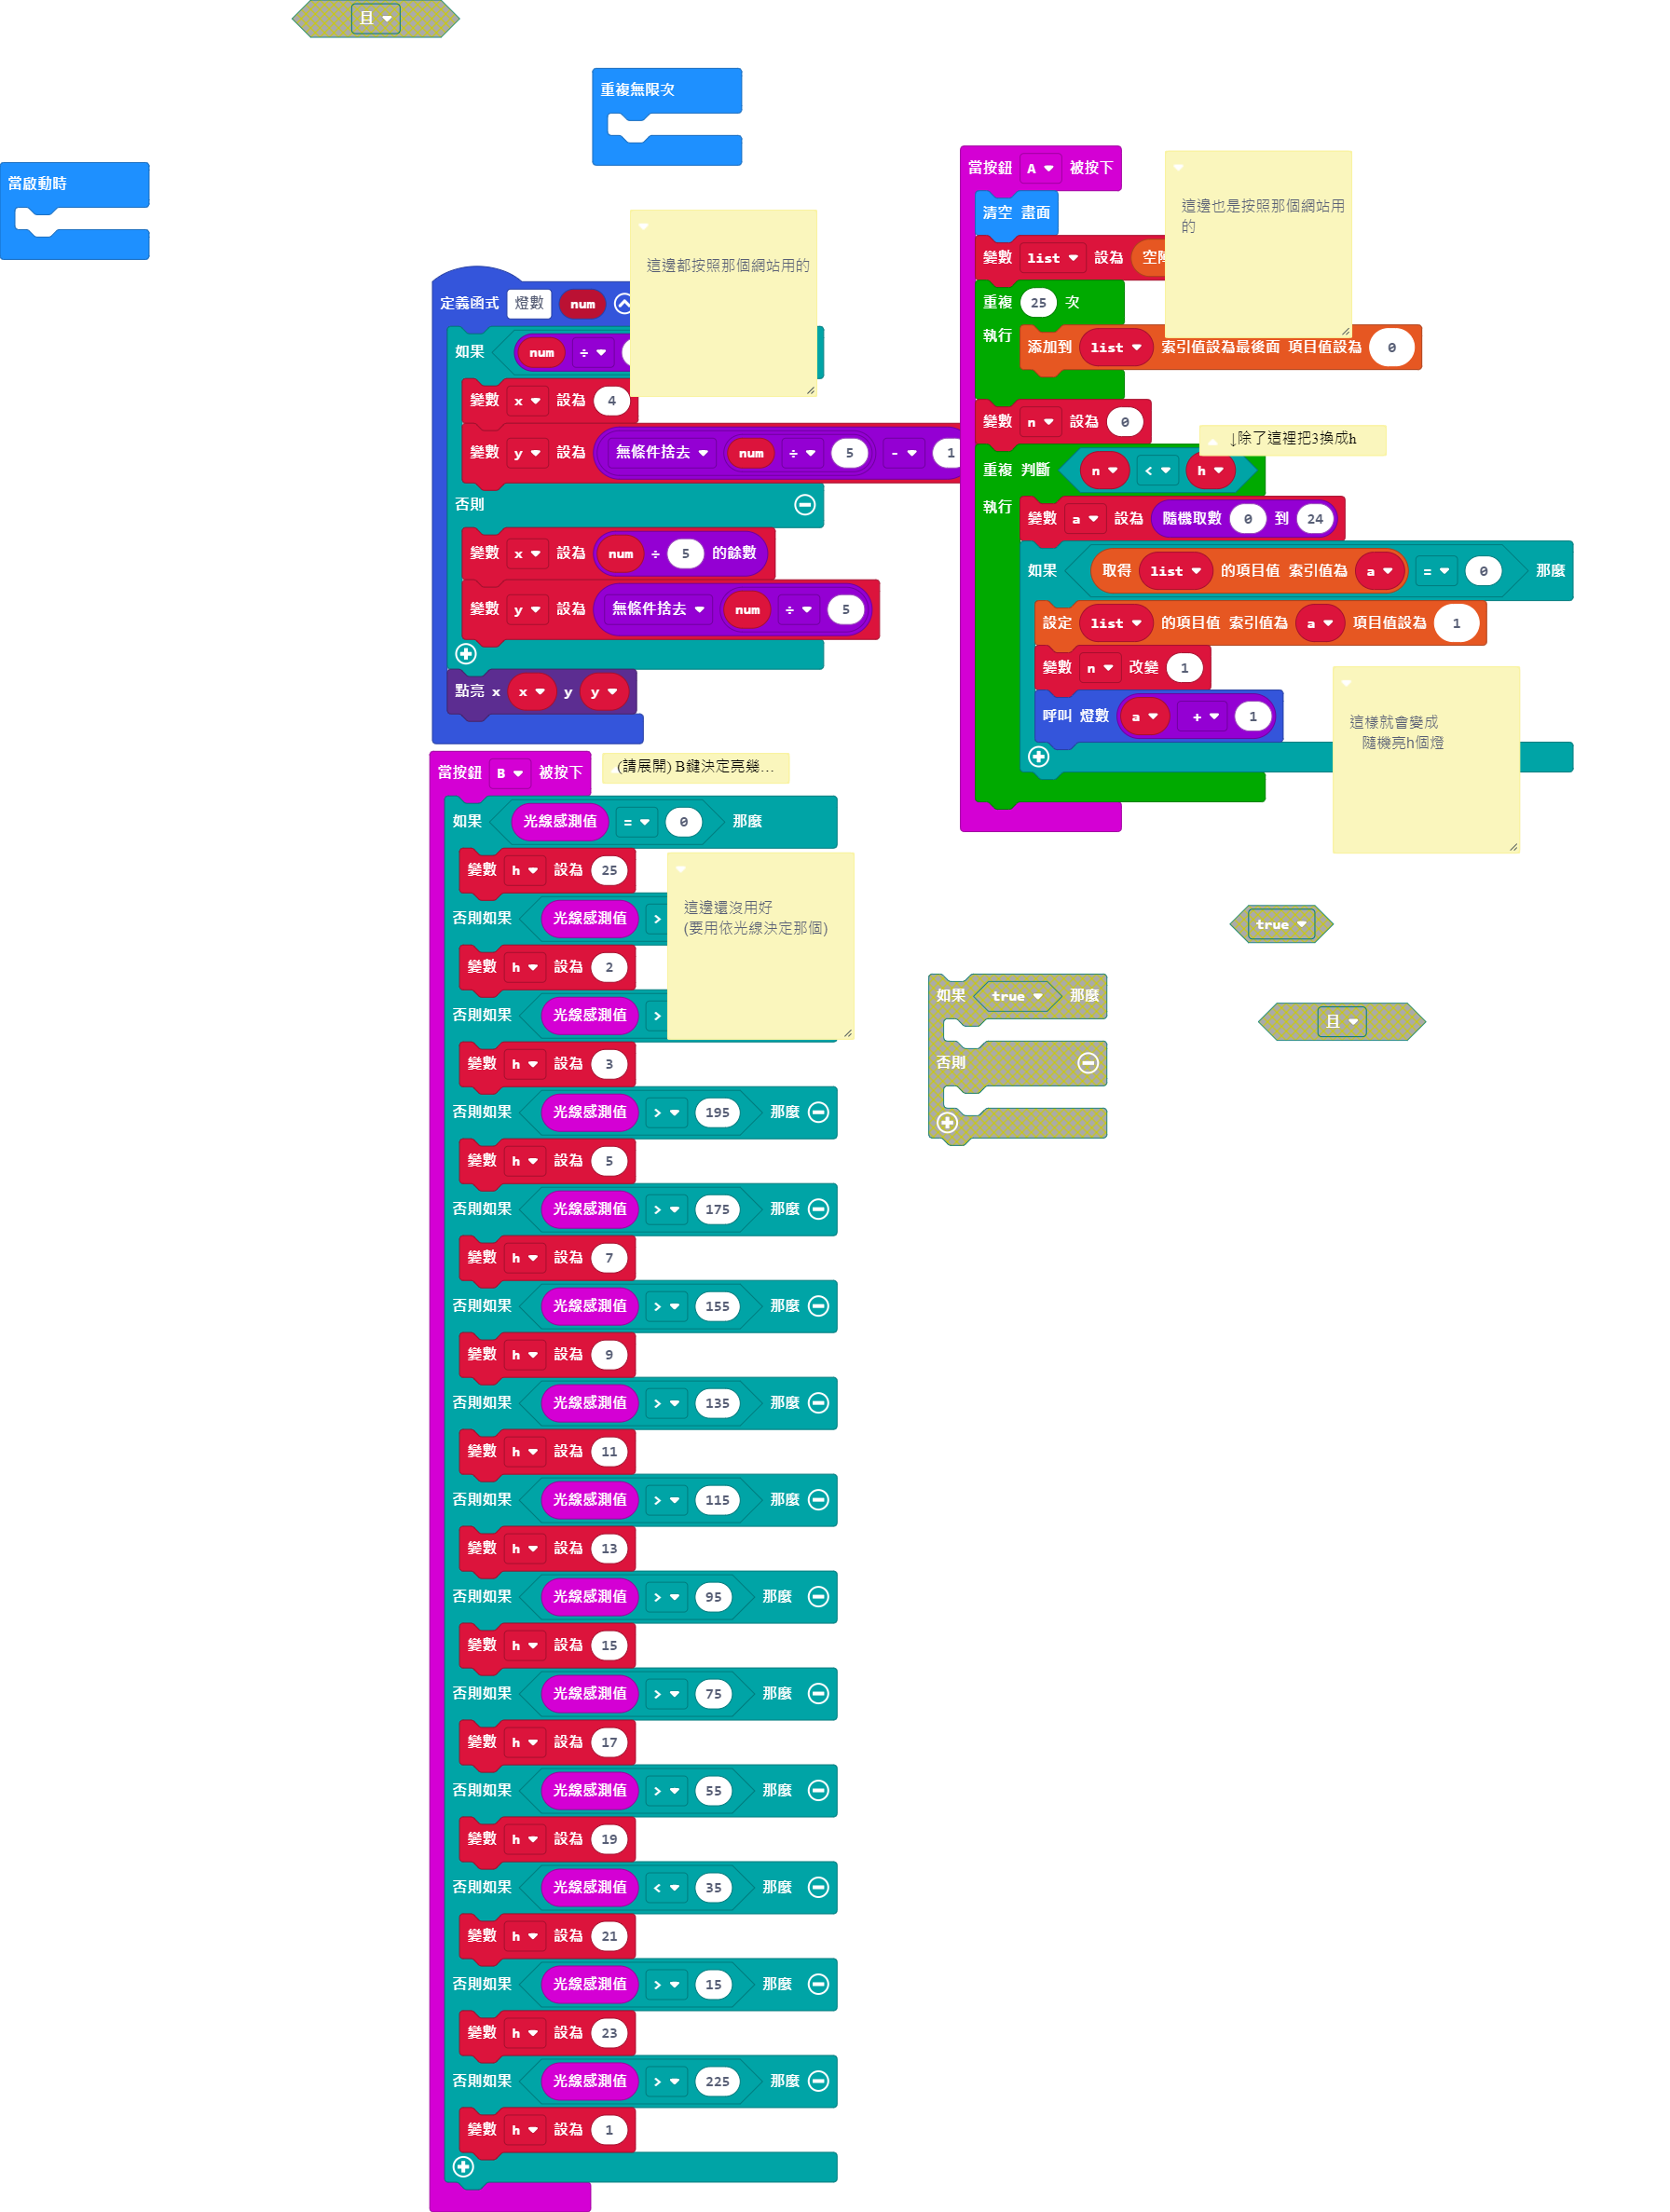 且
重複無限次
當啟動時
這邊都按照那個網站用的
定義函式 燈數 num
如果 num ÷
變數 x 設為 4
變數 y 設為 無條件捨去 num ÷ 5 - 1
否則
變數 x 設為 num ÷ 5 的餘數
變數 y 設為 無條件捨去 num ÷ 5
點亮 x x y y
當按鈕 A 被按下
這邊也是按照那個網站用
的
清空 畫面
變數 list 設為
重複 25 次
執行
添加到 list 索引值設為最後面 項目值設為 0
變數 n 設為 0
↓除了這裡把3換成h
重複 判斷 n < h
執行
變數 a 設為 隨機取數 0 到 24
如果 取得 list 的項目值 索引值為 a = 0 那麼
設定 list 的項目值 索引值為 a 項目值設為 1
變數 n 改變 1
呼叫 燈數 a + 1
這樣就會變成
隨機亮h個燈
當按鈕 B 被按下
(請展開) B鍵決定亮幾…
如果 光線感測值 = 0 那麼
變數 h 設為 25
否則如果 光線感測值 >
這邊還沒用好
(要用依光線決定那個)
變數 h 設為 2
否則如果 光線感測值 >
變數 h 設為 3
否則如果 光線感測值 > 195 那麼
變數 h 設為 5
否則如果 光線感測值 > 175 那麼
變數 h 設為 7
否則如果 光線感測值 > 155 那麼
變數 h 設為 9
否則如果 光線感測值 > 135 那麼
變數 h 設為 11
否則如果 光線感測值 > 115 那麼
變數 h 設為 13
否則如果 光線感測值 > 95 那麼
變數 h 設為 15
否則如果 光線感測值 > 75 那麼
變數 h 設為 17
否則如果 光線感測值 > 55 那麼
變數 h 設為 19
否則如果 光線感測值 < 35 那麼
變數 h 設為 21
否則如果 光線感測值 > 15 那麼
變數 h 設為 23
否則如果 光線感測值 > 225 那麼
變數 h 設為 1
true
如果 true 那麼
否則
且